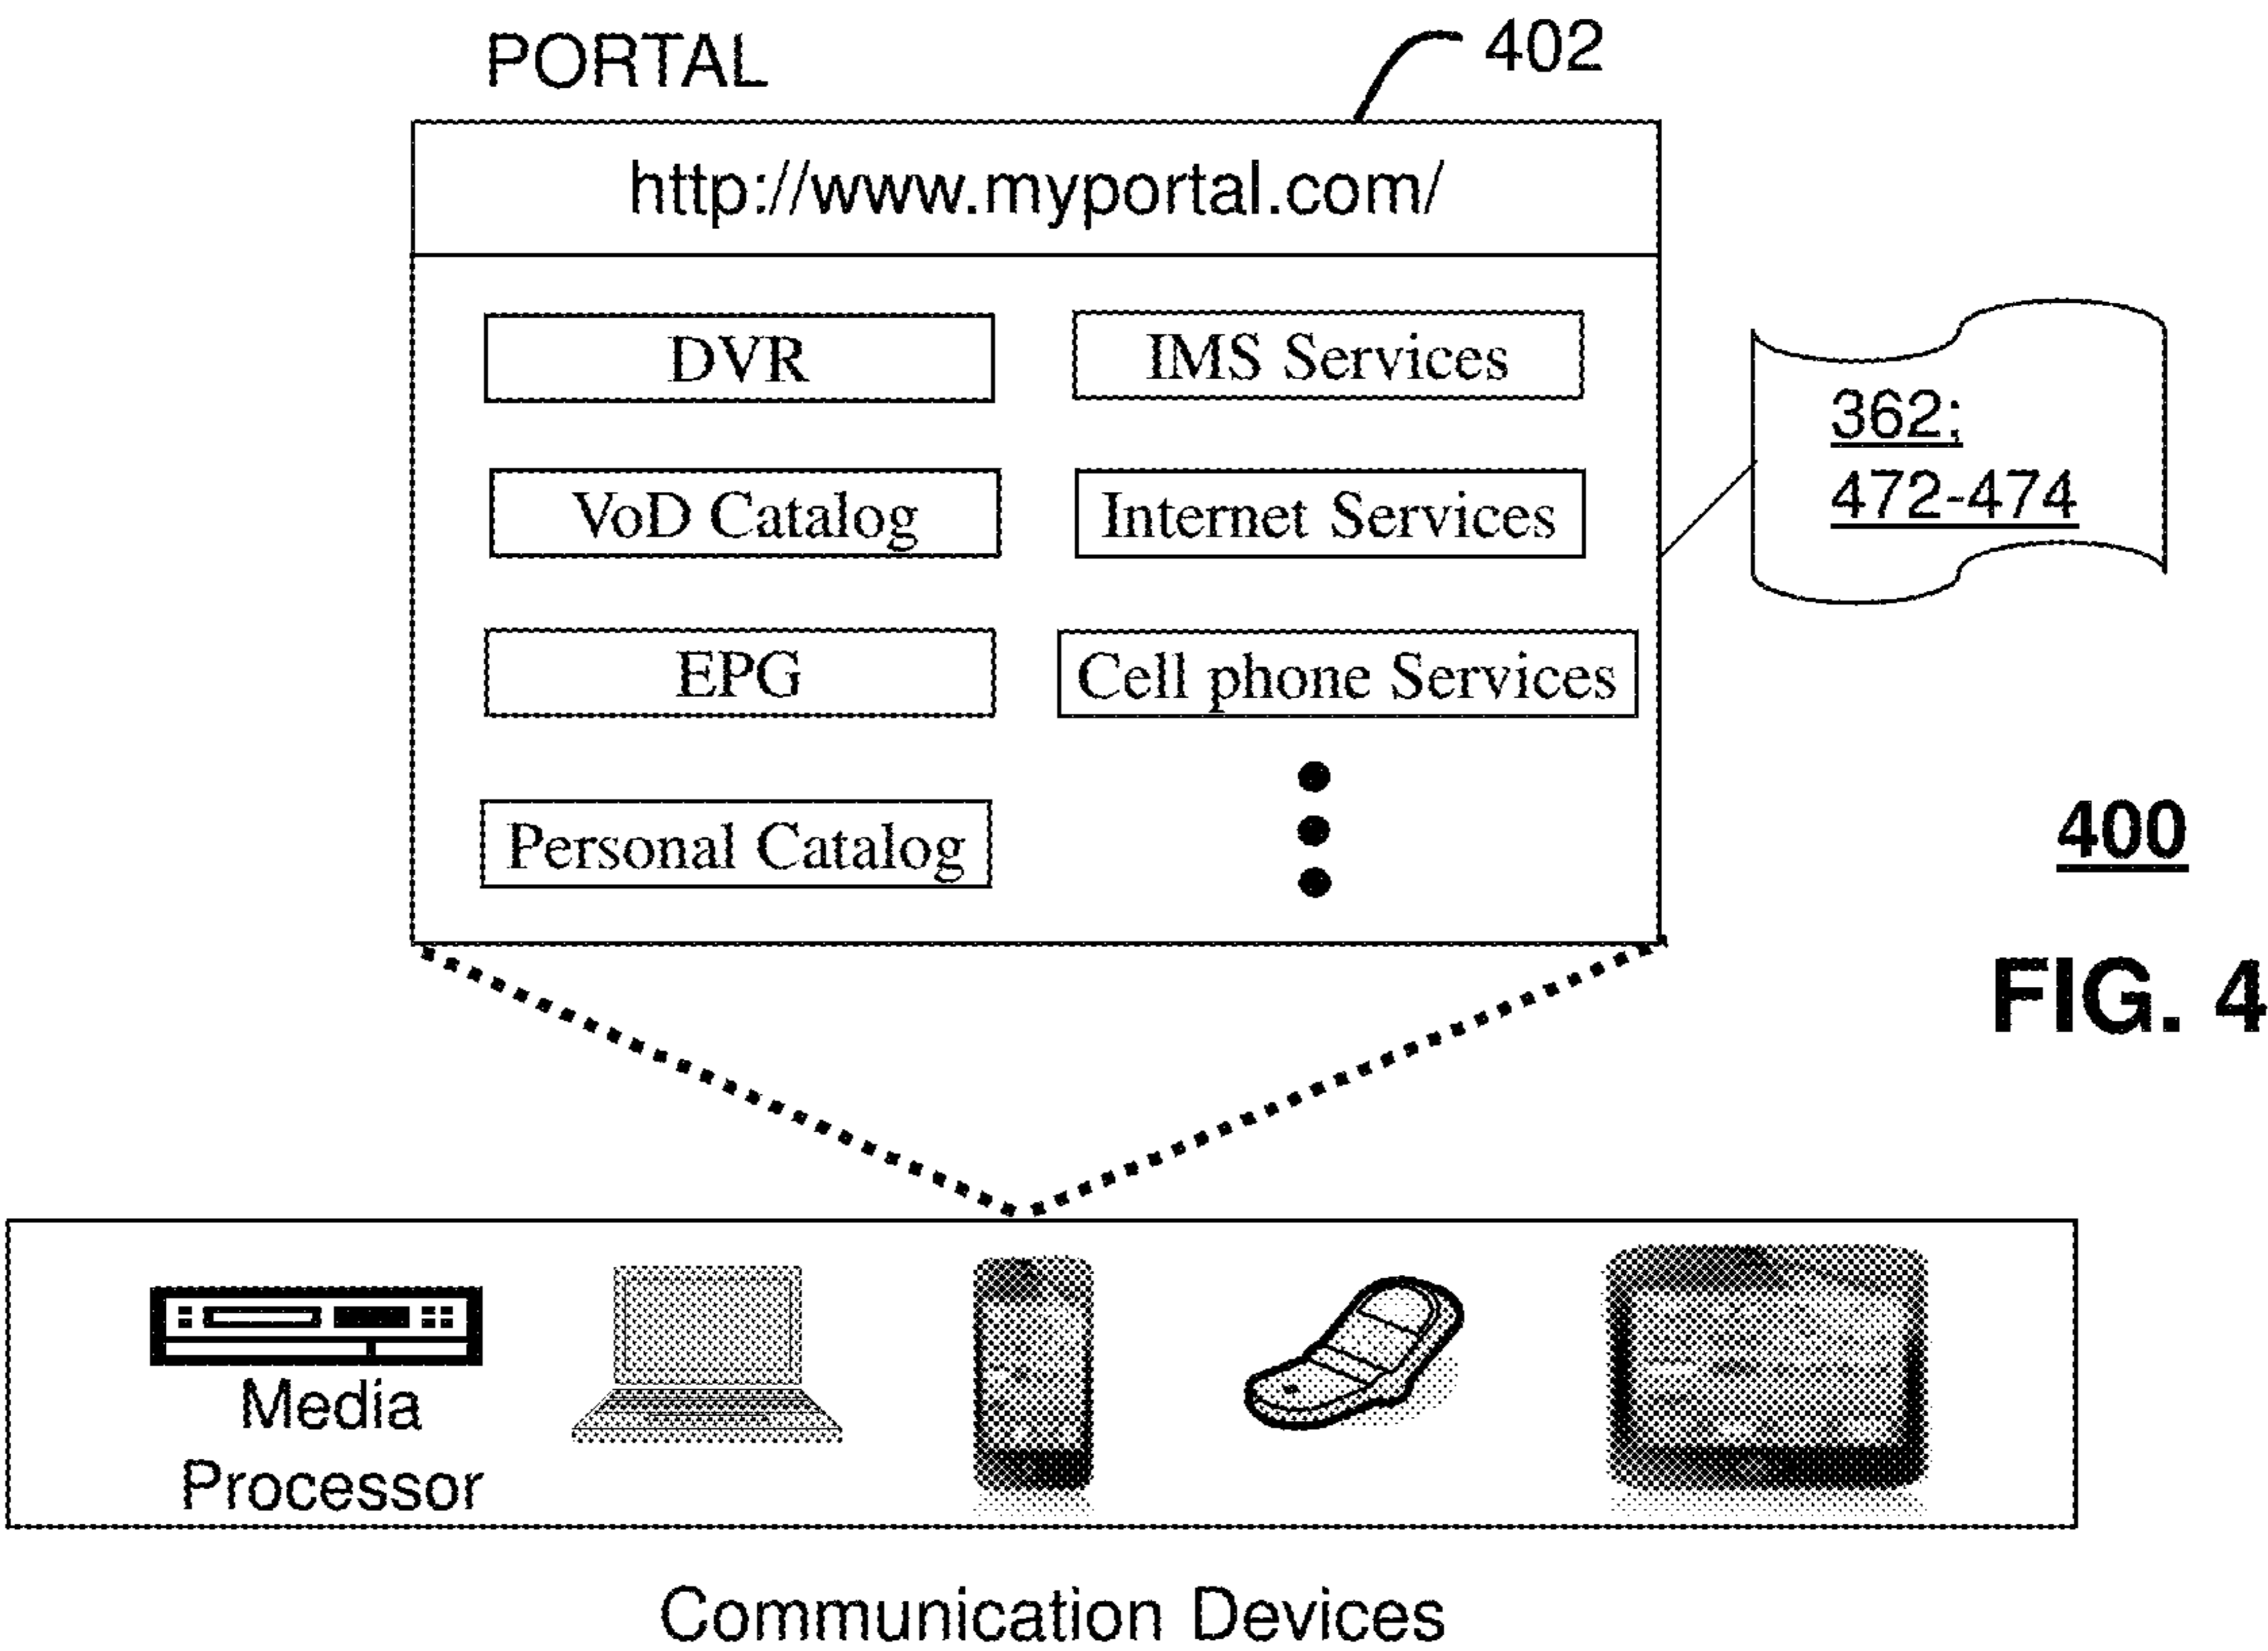 PORTAL
402
http://www.myportal.com/
DVR
IMS Services
VoD Catalog
Internet Services
EPG
Cell phone Services
Personal Catalog
362;
472-474
400
FIG. 4
Media
Processor
Communication Devices